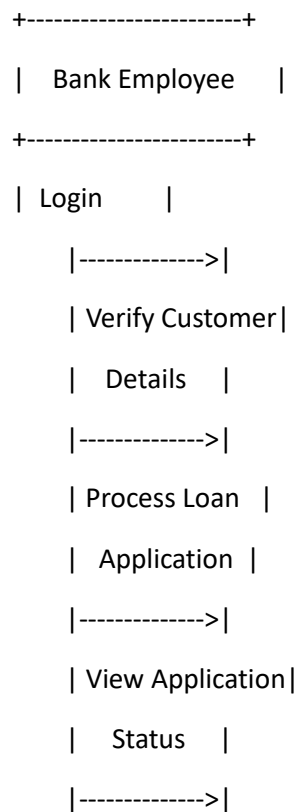 +------------------------+
|   Bank Employee     |
+------------------------+
| Login       |
|-------------->|
| Verify Customer|
|   Details    |
|-------------->|
| Process Loan   |
|   Application  |
|-------------->|
| View Application|
|    Status     |
|-------------->|